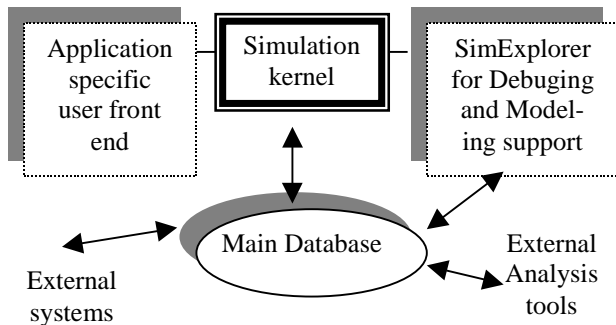 Application
specific
user front
end
Simulation
kernel
SimExplorer
for Debuging
and Model-
ing support
Main Database
External
systems
External
Analysis
tools